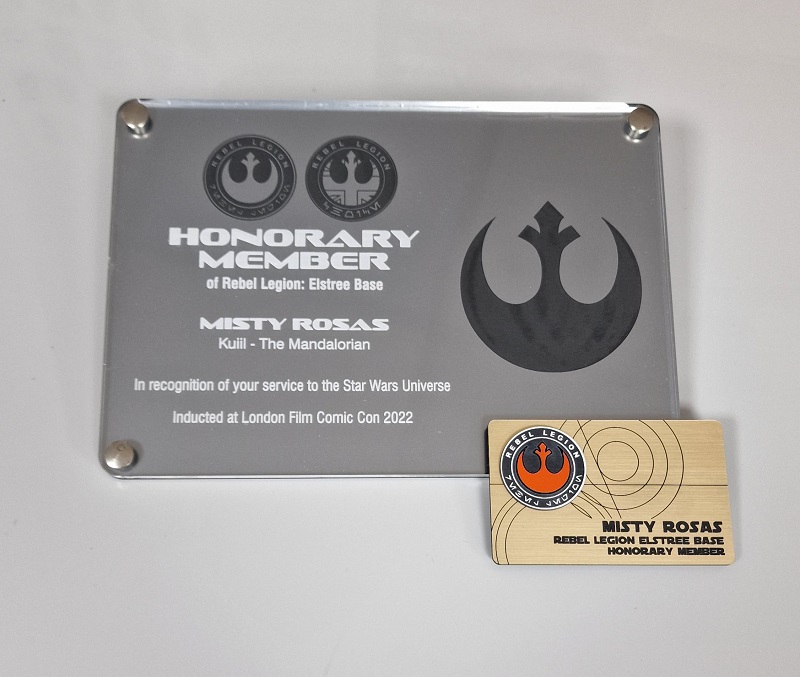 REBEL LEGION
REBEL LEGION
HONORARY
MEMBER
of Rebel Legion: Elstree Base
MISTY ROSAS
Kuiil - The Mandalorian
In recognition of your service to the Star Wars Universe
Inducted at London Film Comic Con 2022
REBEL LEGION
MISTY ROSAS
REBEL LEGION ELSTREE BASE
HONORARY MEMBER